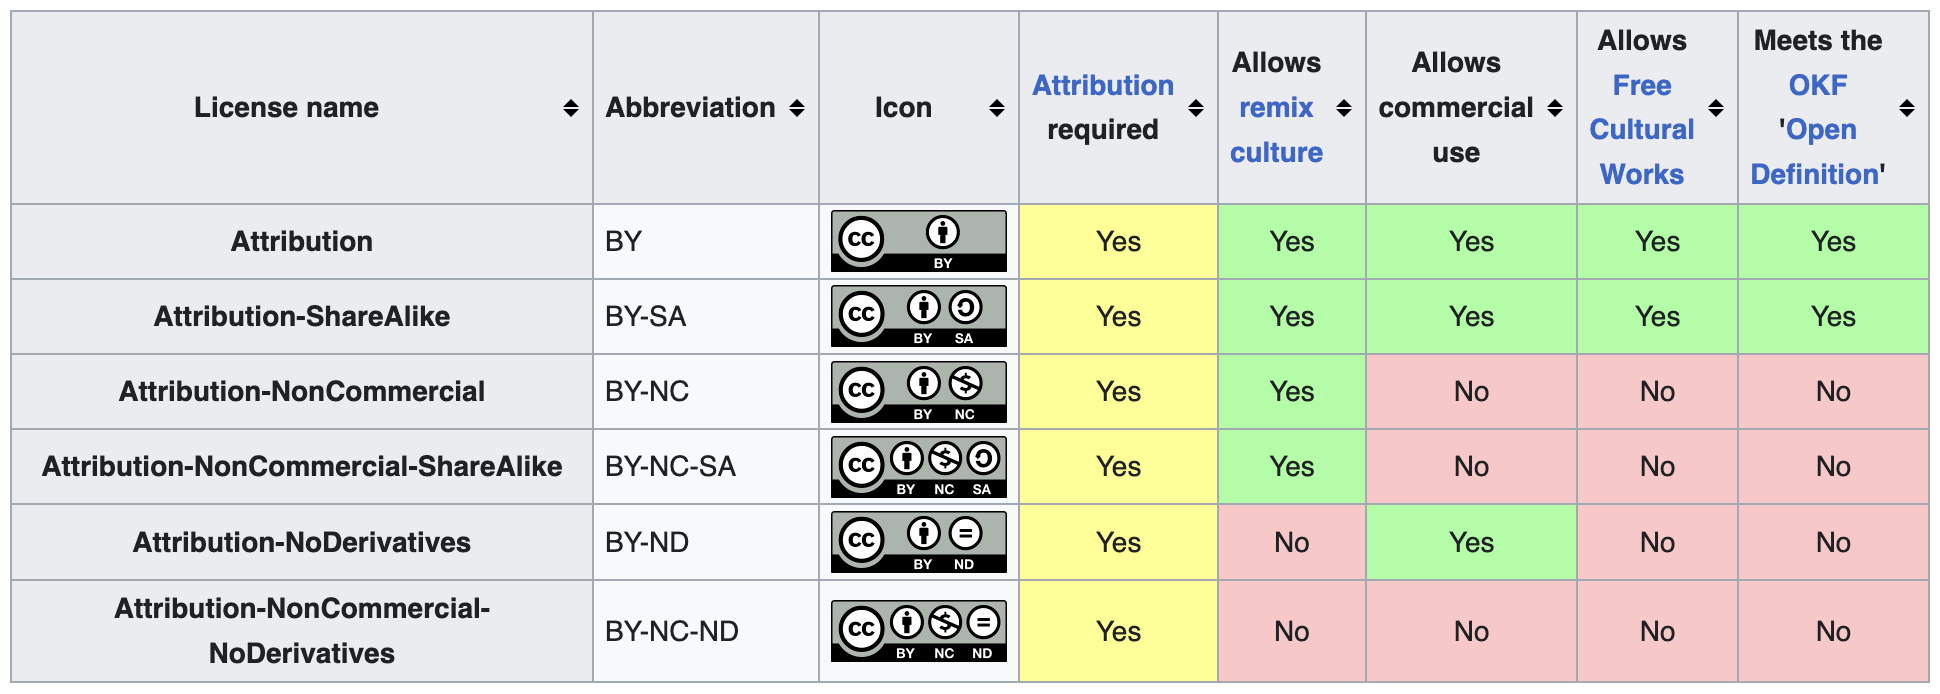 License name
Abbreviation
Icon
Attribution
required
Allows
remix
culture
Allows
commercial
use
Allows
Free
Cultural
Works
Meets the
OKF
'Open
Definition'
Attribution
BY
cc
BY
Yes
Yes
Yes
Yes
Yes
Attribution-ShareAlike
BY-SA
cc
BY SA
Yes
Yes
Yes
Yes
Yes
Attribution-NonCommercial
BY-NC
cc
$
BY NC
Yes
Yes
No
No
No
Attribution-NonCommercial-ShareAlike
BY-NC-SA
cc
$
BY NC SA
Yes
Yes
No
No
No
Attribution-NoDerivatives
BY-ND
cc
=
BY ND
Yes
No
Yes
No
No
Attribution-NonCommercial-
NoDerivatives
BY-NC-ND
cc
$ =
BY NC ND
Yes
No
No
No
No